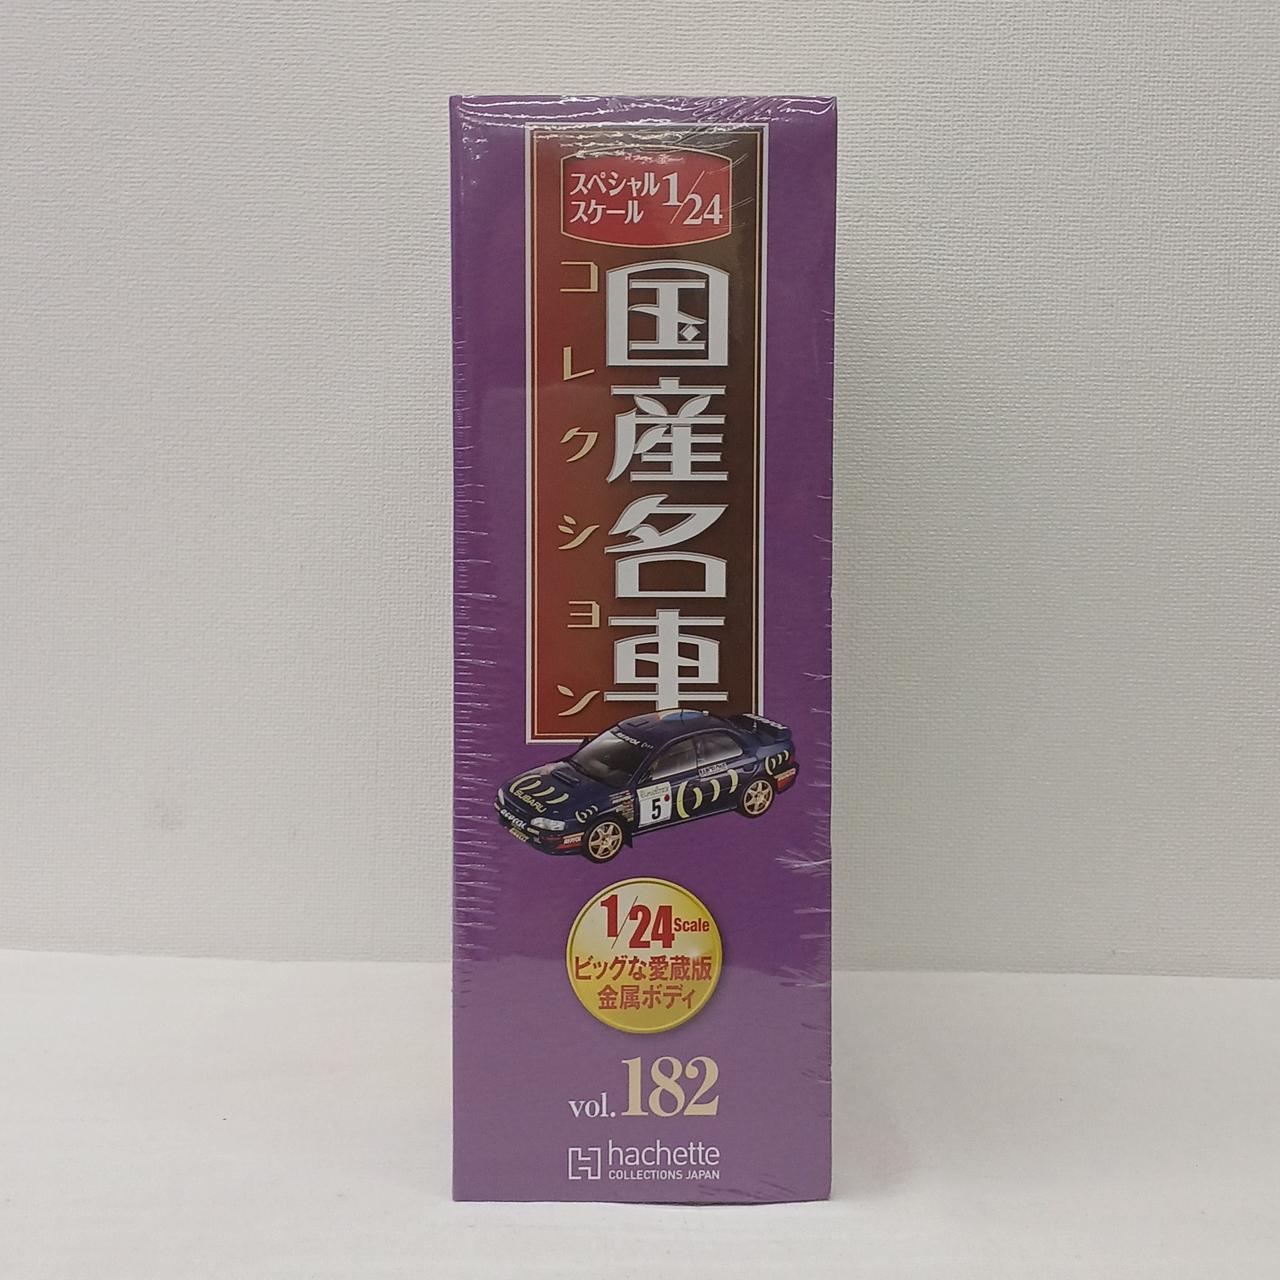 スペシャル
スケール
1/24
国産名車
コレクション
SUBARU
REPSOL
5
1/24 Scale
ビッグな愛蔵版
金属ボディ
vol.182
hachette
COLLECTIONS JAPAN